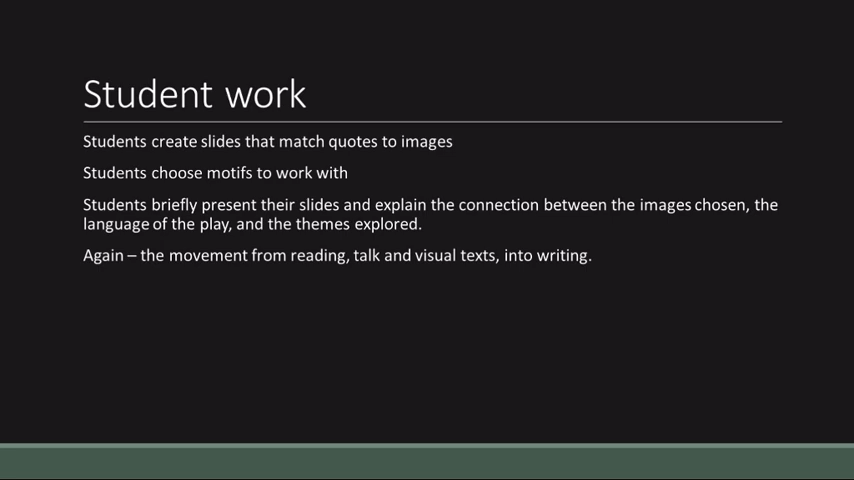 Student work
Students create slides that match quotes to images
Students choose motifs to work with
Students briefly present their slides and explain the connection between the images chosen, the
language of the play, and the themes explored.
Again – the movement from reading, talk and visual texts, into writing.